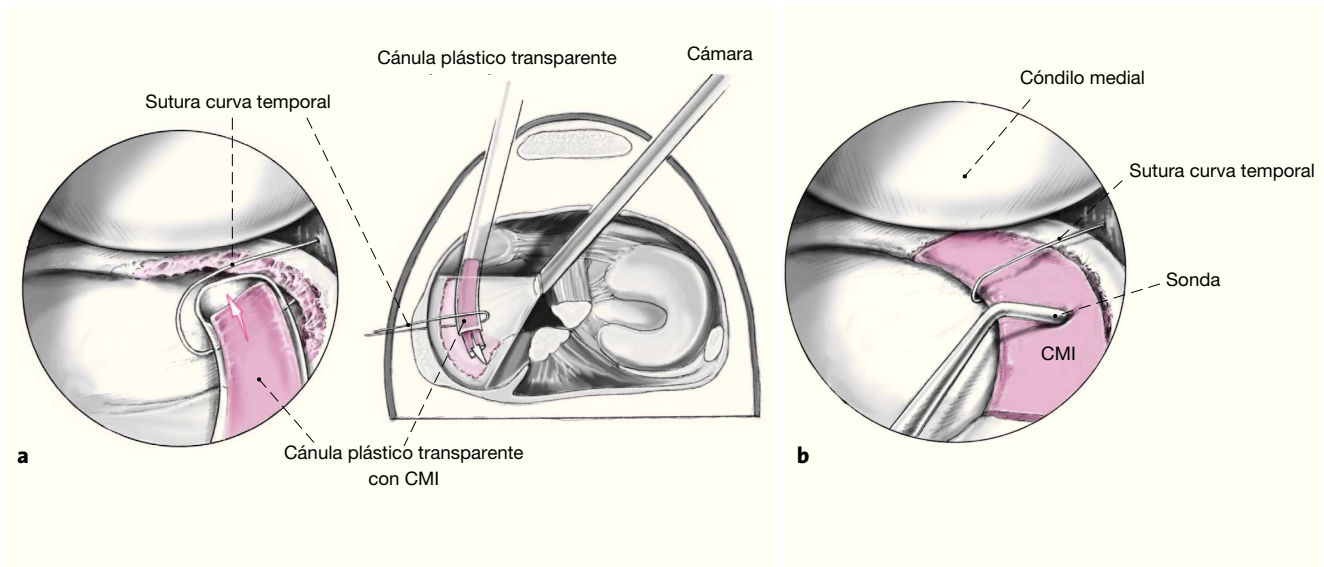 Cánula plástico transparente
Cámara
Sutura curva temporal
Cánula plástico transparente
con CMI
a
Cóndilo medial
Sutura curva temporal
Sonda
CMI
b